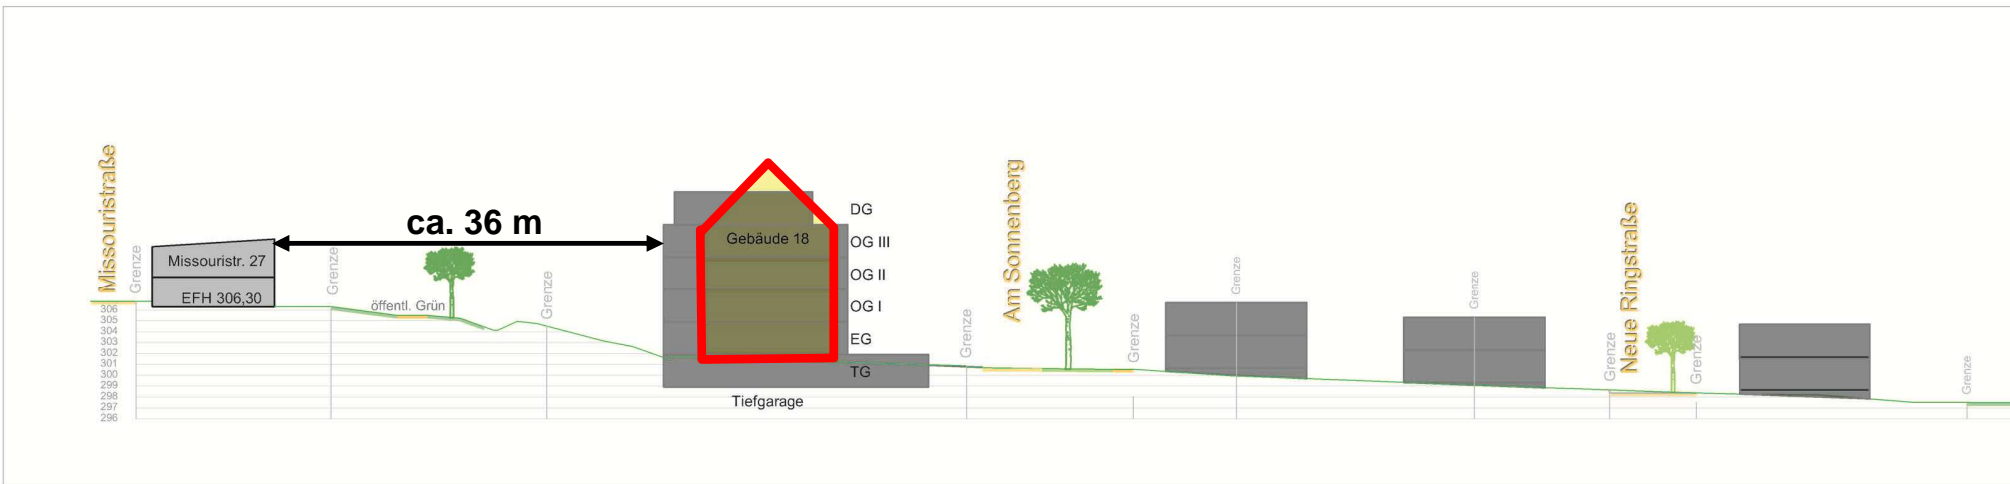 Missouristraße
Grenze
Missouristr. 27
EFH 306,30
306
305
304
303
302
301
300
299
298
297
296
Grenze
öffentl. Grün
ca. 36 m
Grenze
Gebäude 18
DG
OG III
OG II
OG I
EG
TG
Tiefgarage
Grenze
Am Sonnenberg
Grenze
Grenze
Grenze
Grenze
Neue Ringstraße
Grenze
Grenze